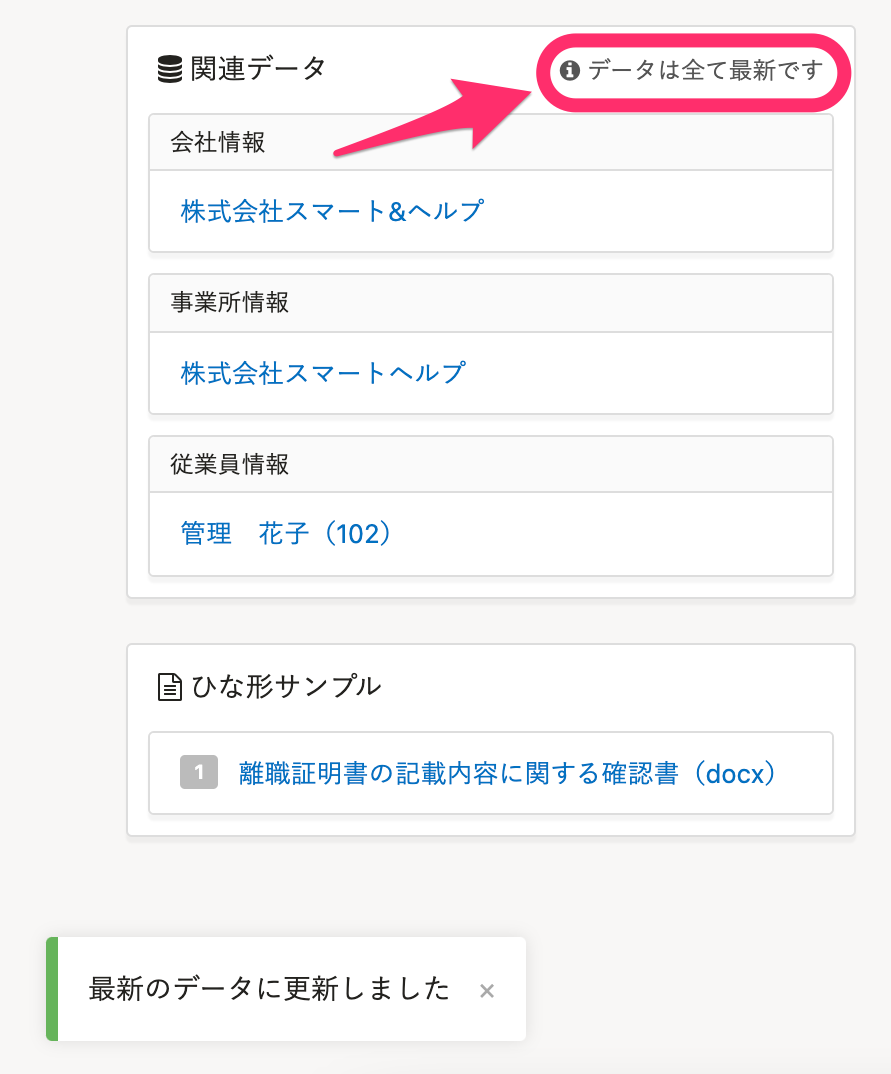 関連データ
データは全て最新です
会社情報
株式会社スマート&ヘルプ
事業所情報
株式会社スマートヘルプ
従業員情報
管理　花子（102）
ひな形サンプル
1 離職証明書の記載内容に関する確認書（docx）
最新のデータに更新しました ×